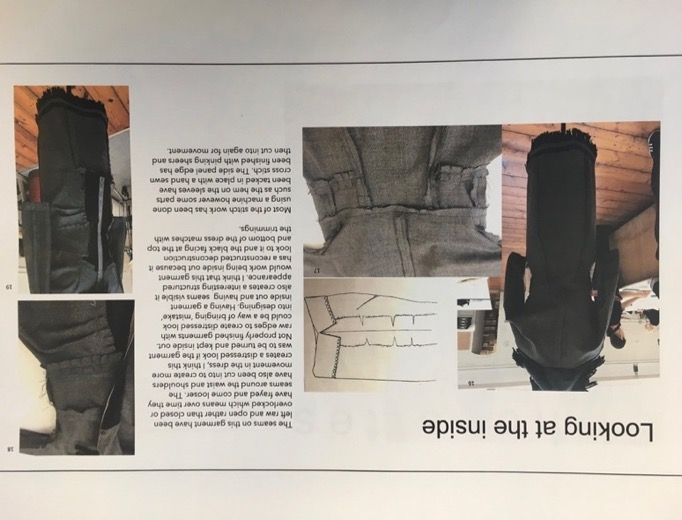 Looking at the inside
The seams on this garment have been
left raw and open rather than closed or
overlocked which means over time they
have frayed and come looser. The
seams around the waist and shoulders
have also been cut into to create more
movement in the dress, I think this
creates a distressed look if the garment
was to be turned and kept inside out.
Not properly finished garments with
raw edges to create distressed look
could be a way of bringing 'mistake'
into designing. Having a garment
inside out and having seams visible it
also creates a interesting structured
appearance. I think that this garment
would work being inside out because it
has a reconstructed deconstruction
look to it and the black facing at the top
and bottom of the dress matches with
the trimmings.
Most of the stitch work has been done
using a machine however some parts
such as the hem on the sleeves have
been tacked in place with a hand sewn
cross stitch. The side panel edge has
been finished with pinking sheers and
then cut into again for movement.
16
17
18
19